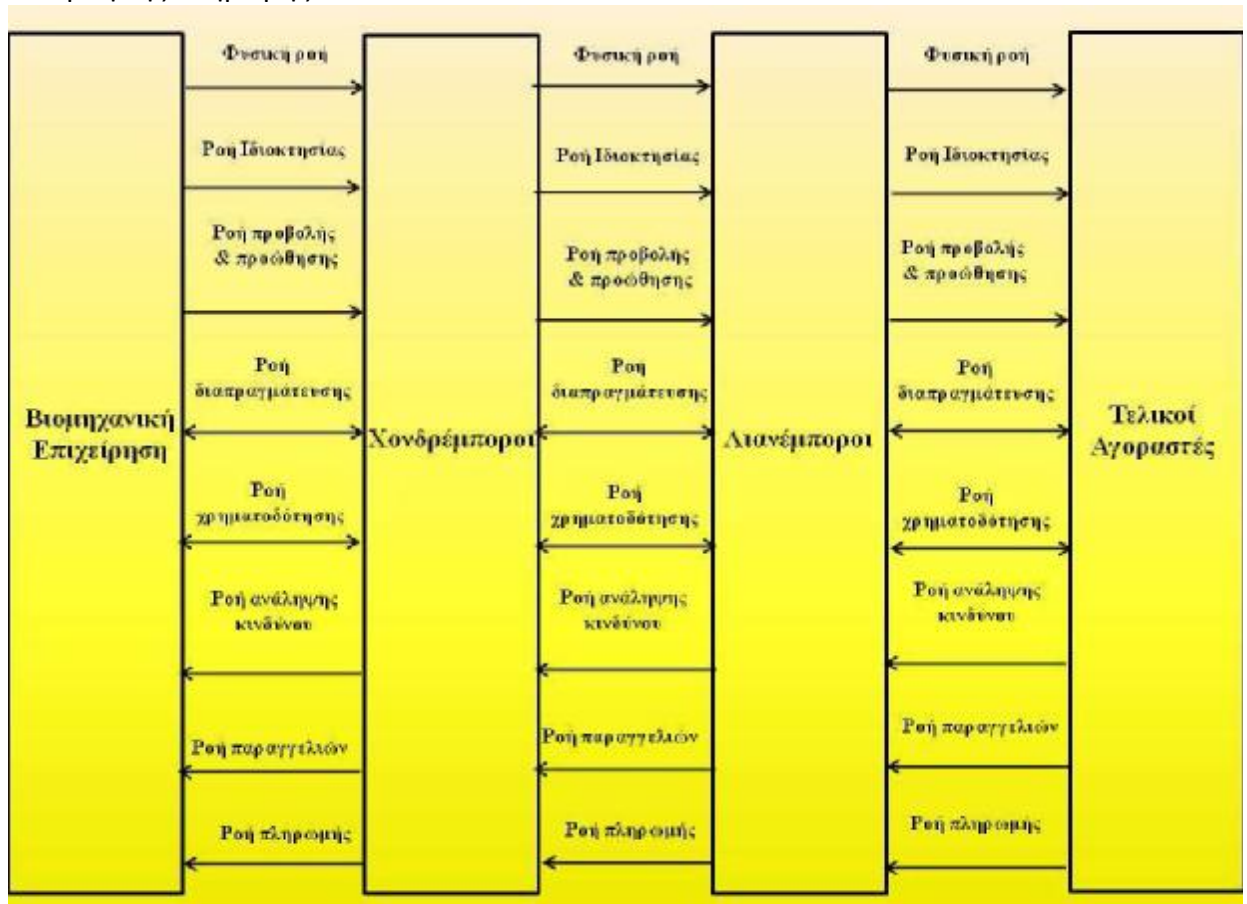 Φυσική ροή
Φυσική ροή
Φυσική ροή
Ροή Ιδιοκτησίας
Ροή Ιδιοκτησίας
Ροή Ιδιοκτησίας
Ροή προβολής
& προώθησης
Ροή προβολής
& προώθησης
Ροή προβολής
& προώθησης
Ροή
διαπραγμάτευσης
Ροή
διαπραγμάτευσης
Ροή
διαπραγμάτευσης
Βιομηχανική
Επιχείρηση
Χονδρέμποροι
Λιανέμποροι
Τελικοί
Αγοραστές
Ροή
χρηματοδότησης
Ροή
χρηματοδότησης
Ροή
χρηματοδότησης
Ροή ανάληψης
κινδύνου
Ροή ανάληψης
κινδύνου
Ροή ανάληψης
κινδύνου
Ροή παραγγελιών
Ροή παραγγελιών
Ροή παραγγελιών
Ροή πληρωμής
Ροή πληρωμής
Ροή πληρωμής